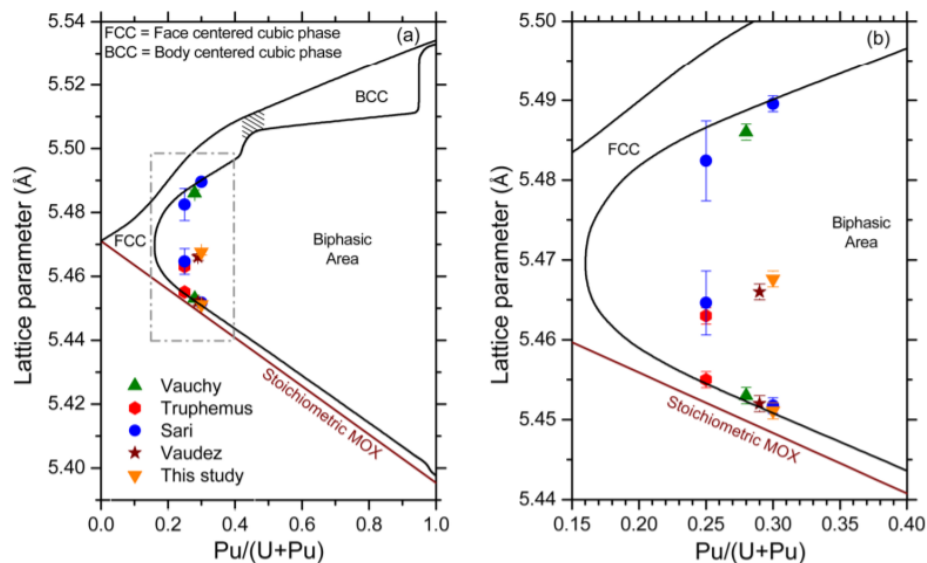 FCC = Face centered cubic phase
BCC = Body centered cubic phase
(a)
BCC
FCC
Biphasic
Area
Stoichiometric MOX
Vauchy
Truphemus
Sari
Vaudez
This study
5.54
5.52
5.50
5.48
5.46
5.44
5.42
5.40
Lattice parameter (Å)
0.0 0.2 0.4 0.6 0.8 1.0
Pu/(U+Pu)
(b)
FCC
Biphasic
Area
Stoichiometric MOX
5.50
5.49
5.48
5.47
5.46
5.45
5.44
Lattice parameter (Å)
0.15 0.20 0.25 0.30 0.35 0.40
Pu/(U+Pu)